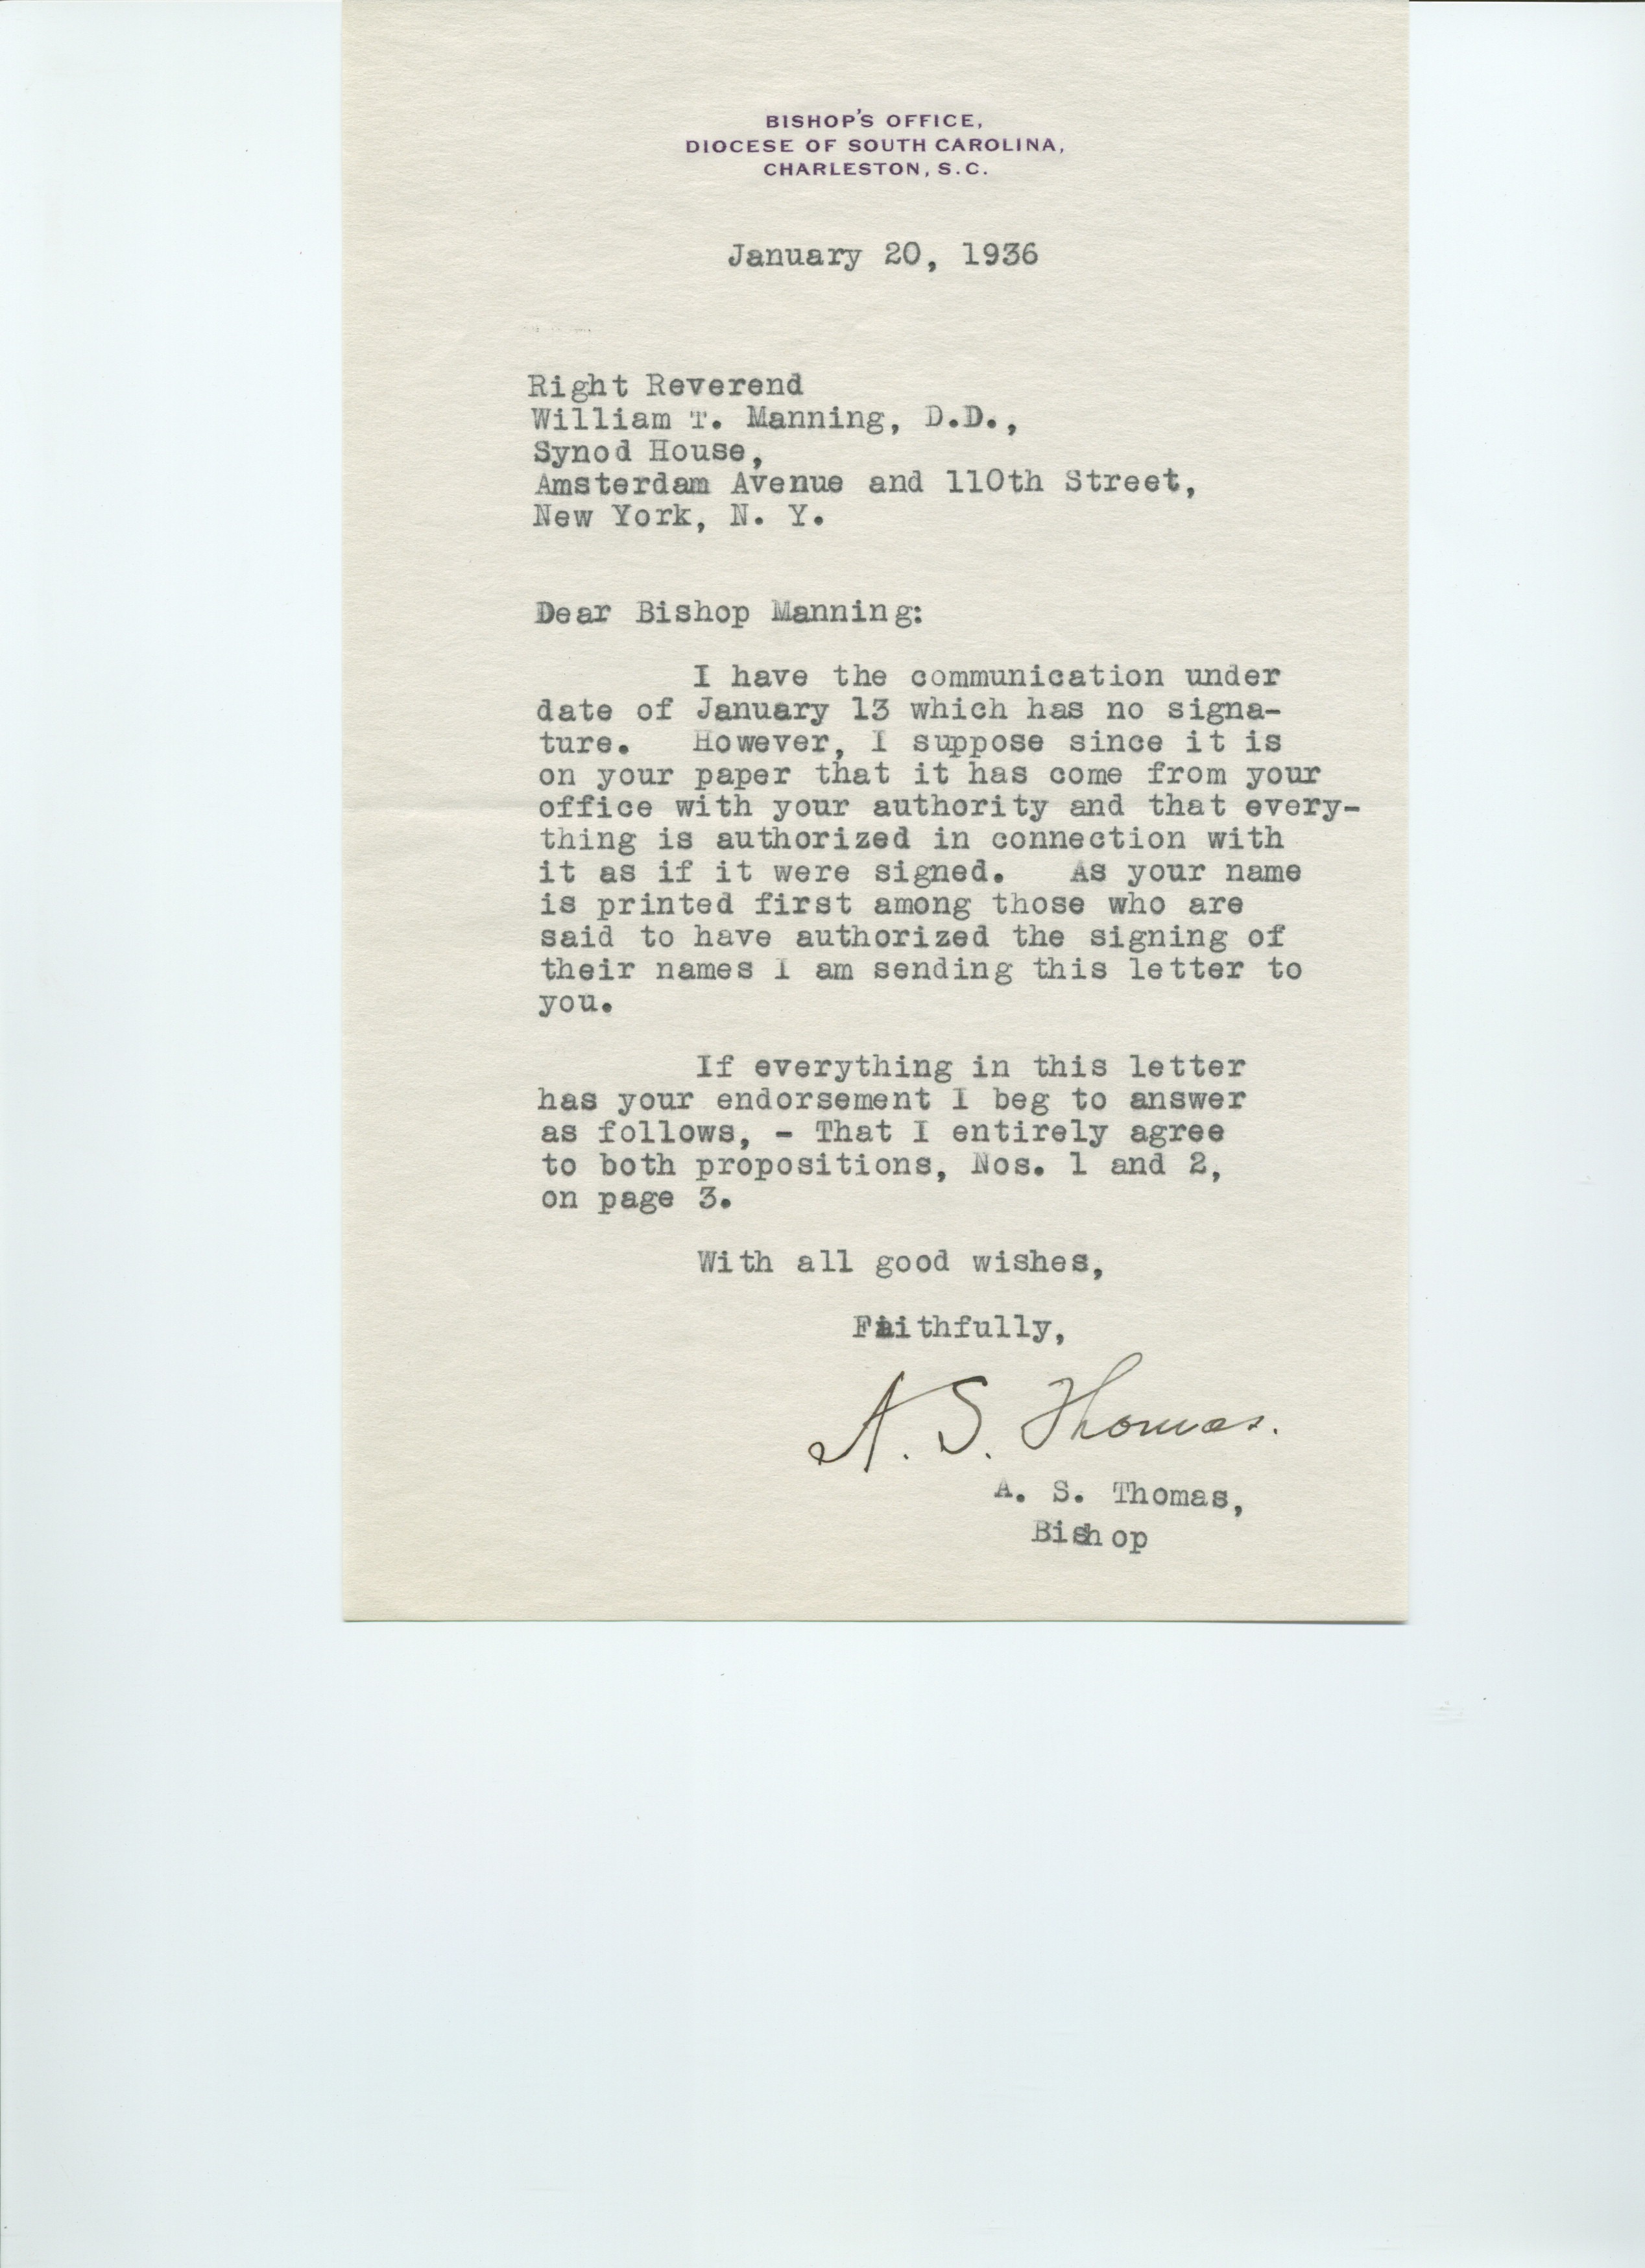 BISHOP'S OFFICE,
DIOCESE OF SOUTH CAROLINA,
CHARLESTON, S.C.
January 20, 1936
Right Reverend
William T. Manning, D.D.,
Synod House,
Amsterdam Avenue and 110th Street,
New York, N. Y.
Dear Bishop Manning:
I have the communication under
date of January 13 which has no signa-
ture. However, I suppose since it is
on your paper that it has come from your
office with your authority and that every-
thing is authorized in connection with
it as if it were signed. As your name
is printed first among those who are
said to have authorized the signing of
their names I am sending this letter to
you.
If everything in this letter
has your endorsement I beg to answer
as follows, - That I entirely agree
to both propositions, Nos. 1 and 2,
on page 3.
With all good wishes,
Faithfully,
A. S. Thomas.
A. S. Thomas,
Bishop